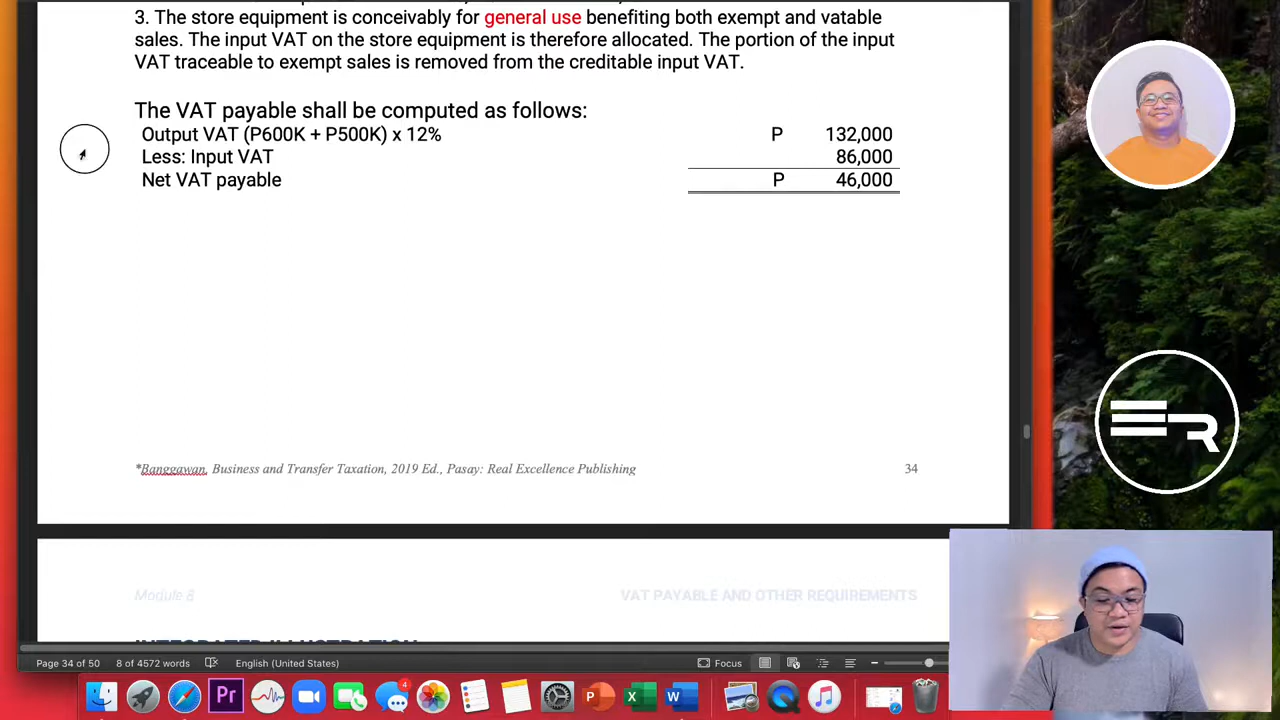 3. The store equipment is conceivably for general use benefiting both exempt and vatable
sales. The input VAT on the store equipment is therefore allocated. The portion of the input
VAT traceable to exempt sales is removed from the creditable input VAT.
The VAT payable shall be computed as follows:
Output VAT (P600K + P500K) x 12% P 132,000
Less: Input VAT 86,000
Net VAT payable P 46,000
*Banggawan, Business and Transfer Taxation, 2019 Ed., Pasay: Real Excellence Publishing 34
Module 8 VAT PAYABLE AND OTHER REQUIREMENTS
INTEGRATED ILLUSTRATION
Page 34 of 50 8 of 4572 words English (United States) Focus
Pr 4 P X W
ER